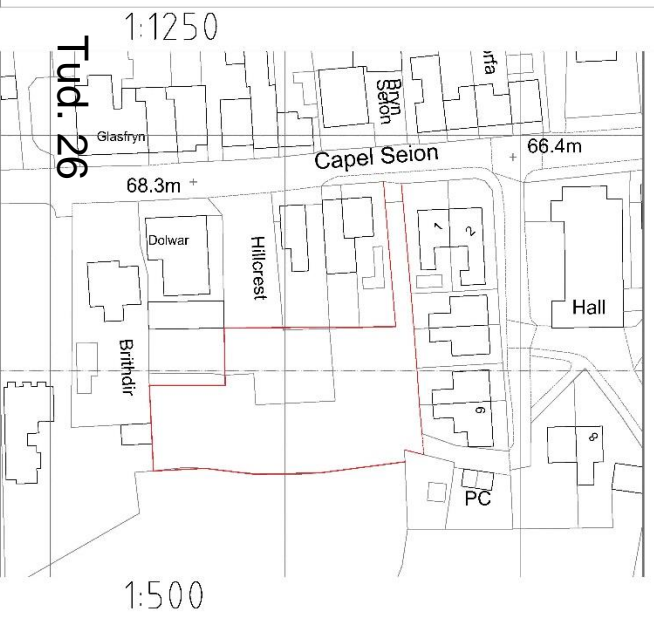 1:1250
Tud. 26
Glasfryn
Bryn
Seion
rfa
Capel Seion
66.4m
68.3m
Dolwar
Hillcrest
1
2
Hall
Brithdir
6
8
PC
1:500